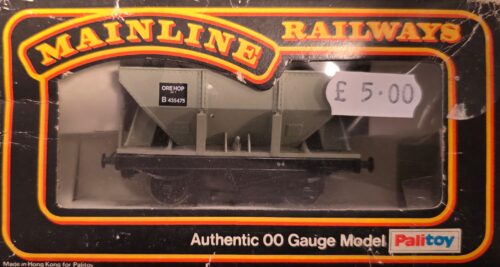 MAINLINE RAILWAYS
OREHOP
B 435475
£ 5.00
Authentic 00 Gauge Model Palitoy
Made in Hong Kong for Palitoy